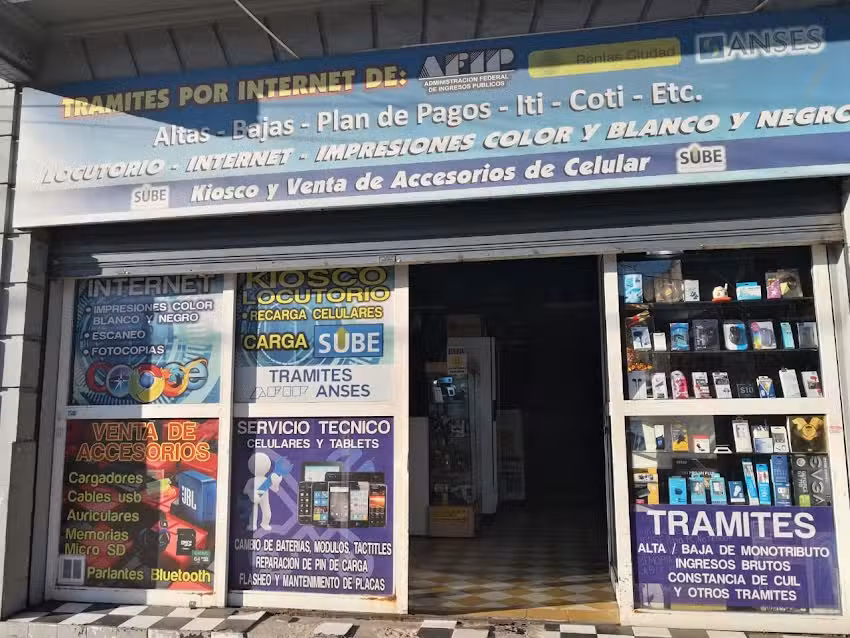 TRAMITES POR INTERNET DE: AFIP
ADMINISTRACIÓN FEDERAL
DE INGRESOS PUBLICOS
Rentas Ciudad
ANSES
Altas - Bajas - Plan de Pagos - Iti - Coti - Etc.
LOCUTORIO - INTERNET - IMPRESIONES COLOR Y BLANCO Y NEGRO
SUBE Kiosco y Venta de Accesorios de Celular SUBE
INTERNET
• IMPRESIONES COLOR
BLANCO Y NEGRO
• ESCANEO
• FOTOCOPIAS
KIOSCO
LOCUTORIO
• RECARGA CELULARES
CARGA SUBE
TRAMITES
AFIP ANSES
VENTA DE
ACCESORIOS
Cargadores
Cables usb
Auriculares
Memorias
Micro SD
Parlantes Bluetooth
JBL
SERVICIO TECNICO
CELULARES Y TABLETS
CAMBIO DE BATERIAS, MODULOS, TACTILES
REPARACION DE PIN DE CARGA
FLASHEO Y MANTENIMIENTO DE PLACAS
TRAMITES
ALTA / BAJA DE MONOTRIBUTO
INGRESOS BRUTOS
CONSTANCIA DE CUIL
Y OTROS TRAMITES